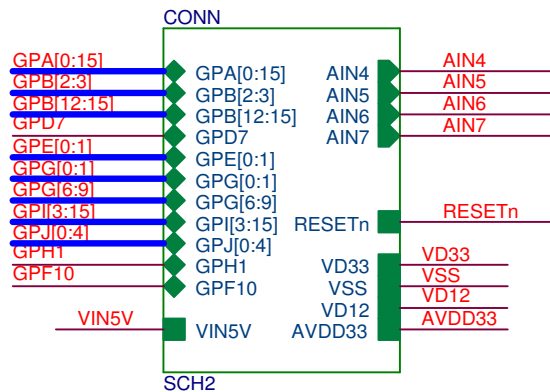 CONN
GPA[0:15] GPA[0:15] AIN4 AIN4
GPB[2:3] GPB[2:3] AIN5 AIN5
GPB[12:15] GPB[12:15] AIN6 AIN6
GPD7 GPD7 AIN7 AIN7
GPE[0:1] GPE[0:1]
GPG[0:1] GPG[0:1]
GPG[6:9] GPG[6:9]
GPI[3:15] GPI[3:15] RESETn RESETn
GPJ[0:4] GPJ[0:4]
GPH1 GPH1 VD33 VD33
GPF10 GPF10 VSS VSS
VD12 VD12
VIN5V VIN5V AVDD33 AVDD33
SCH2